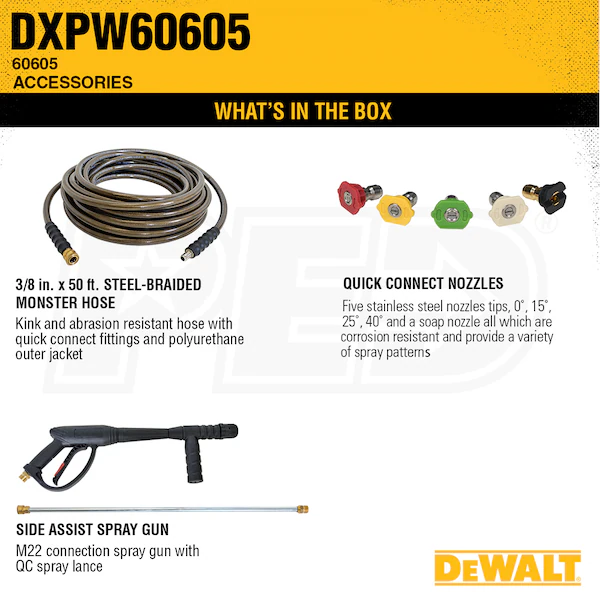 DXPW60605
60605
ACCESSORIES
WHAT'S IN THE BOX
3/8 in. x 50 ft. STEEL-BRAIDED
MONSTER HOSE
Kink and abrasion resistant hose with
quick connect fittings and polyurethane
outer jacket
QUICK CONNECT NOZZLES
Five stainless steel nozzles tips, 0°, 15°,
25°, 40° and a soap nozzle all which are
corrosion resistant and provide a variety
of spray patterns
PED®
SIDE ASSIST SPRAY GUN
M22 connection spray gun with
QC spray lance
DEWALT